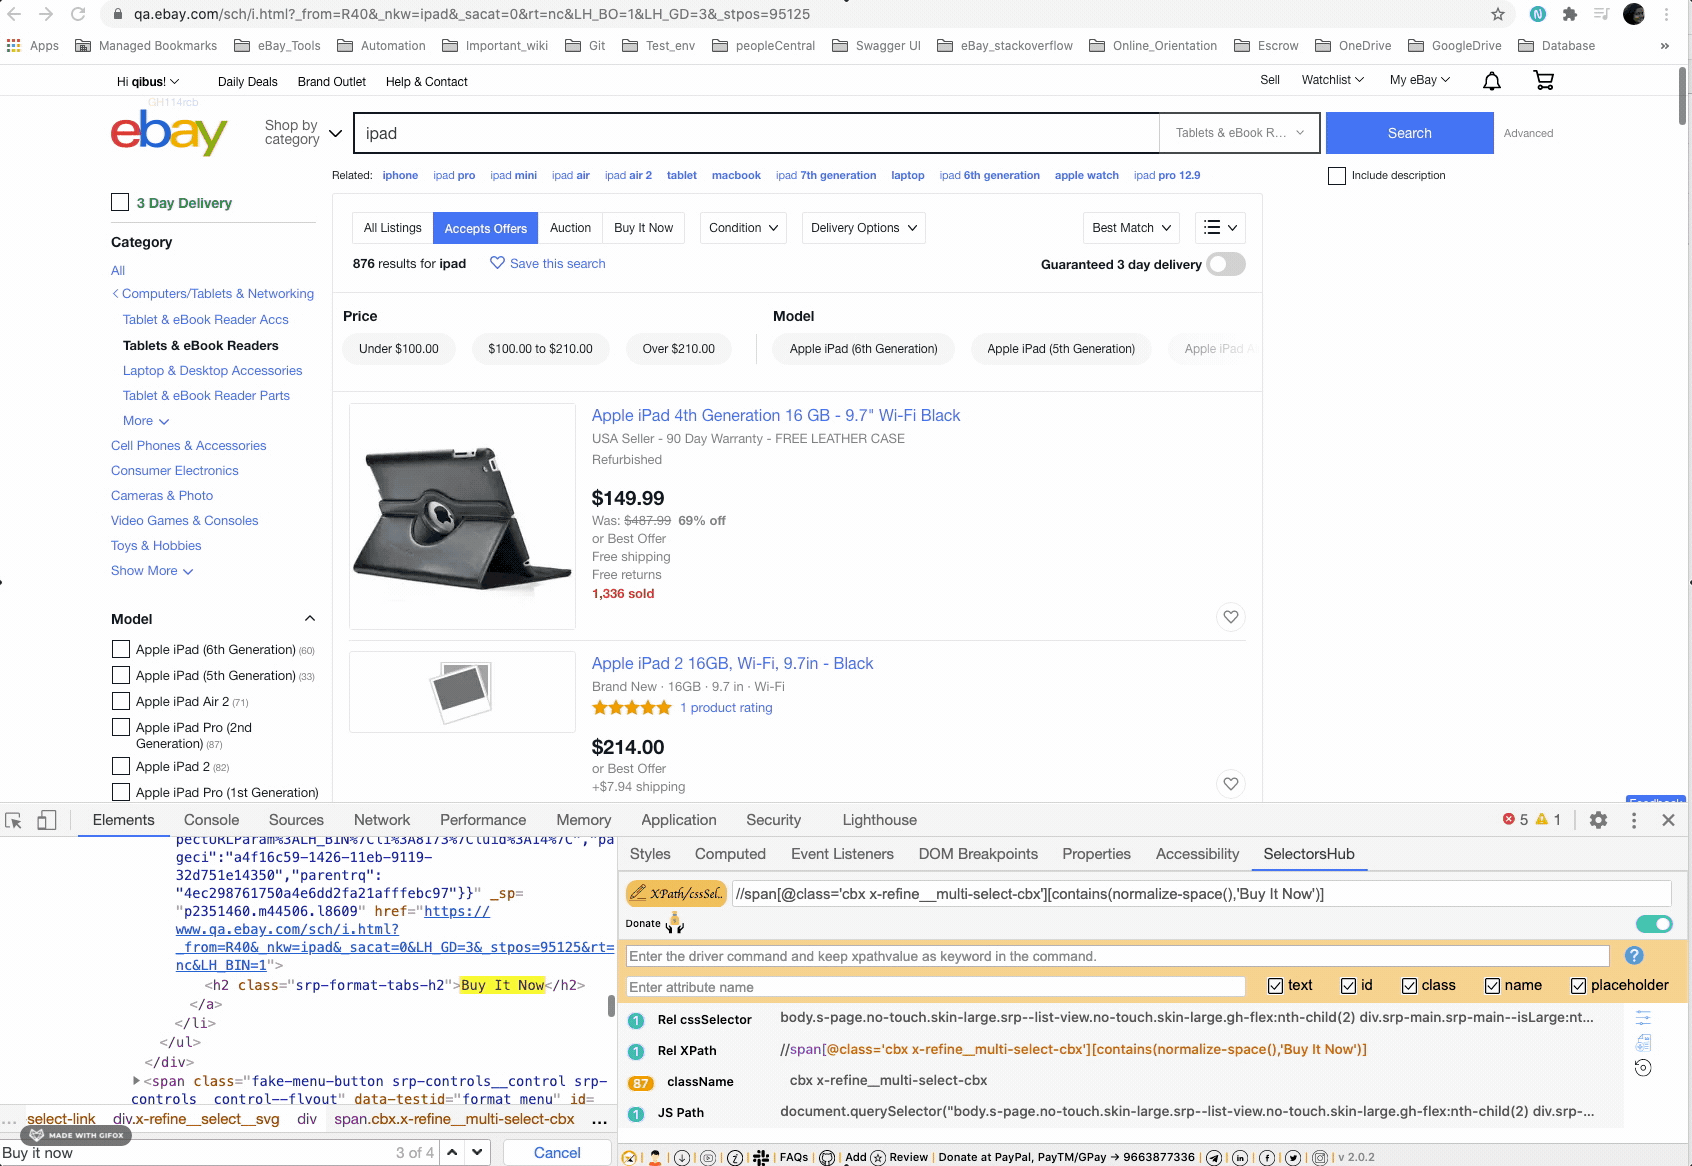 qa.ebay.com/sch/i.html?_from=R40&_nkw=ipad&_sacat=0&rt=nc&LH_BO=1&LH_GD=3&_stpos=95125
Apps Managed Bookmarks eBay_Tools Automation Important_wiki Git Test_env peopleCentral Swagger UI eBay_stackoverflow Online_Orientation Escrow OneDrive GoogleDrive Database »
Hi qibus! Daily Deals Brand Outlet Help & Contact Sell Watchlist My eBay
GH114rcb
ebay Shop by category ipad Tablets & eBook R... Search Advanced
Related: iphone ipad pro ipad mini ipad air ipad air 2 tablet macbook ipad 7th generation laptop ipad 6th generation apple watch ipad pro 12.9 Include description
3 Day Delivery
Category
All
Computers/Tablets & Networking
Tablet & eBook Reader Accs
Tablets & eBook Readers
Laptop & Desktop Accessories
Tablet & eBook Reader Parts
More
Cell Phones & Accessories
Consumer Electronics
Cameras & Photo
Video Games & Consoles
Toys & Hobbies
Show More
Model
Apple iPad (6th Generation) (60)
Apple iPad (5th Generation) (33)
Apple iPad Air 2 (71)
Apple iPad Pro (2nd
Generation) (87)
Apple iPad 2 (82)
Apple iPad Pro (1st Generation)
All Listings Accepts Offers Auction Buy It Now Condition Delivery Options Best Match
876 results for ipad Save this search Guaranteed 3 day delivery
Price Model
Under $100.00 $100.00 to $210.00 Over $210.00 Apple iPad (6th Generation) Apple iPad (5th Generation) Apple iPad A
Apple iPad 4th Generation 16 GB - 9.7" Wi-Fi Black
USA Seller - 90 Day Warranty - FREE LEATHER CASE
Refurbished
$149.99
Was: $487.99 69% off
or Best Offer
Free shipping
Free returns
1,336 sold
Apple iPad 2 16GB, Wi-Fi, 9.7in - Black
Brand New · 16GB · 9.7 in · Wi-Fi
1 product rating
$214.00
or Best Offer
+$7.94 shipping
Feedback
Elements Console Sources Network Performance Memory Application Security Lighthouse 5 1
pectURLParam%3ALH_BIN%7Cti%3A8173%7Cluid%3A14%7C","pa
geci":"a4f16c59-1426-11eb-9119-
32d751e14350","parentrq":
"4ec298761750a4e6dd2fa21afffebc97"}}" _sp=
"p2351460.m44506.l8609" href="https://
www.qa.ebay.com/sch/i.html?
_from=R40&_nkw=ipad&_sacat=0&LH_GD=3&_stpos=95125&rt=
nc&LH_BIN=1">
<h2 class="srp-format-tabs-h2">Buy It Now</h2>
</a>
</li>
</ul>
</div>
<span class="fake-menu-button srp-controls__control srp-
controls__control--flyout" data-testid="format_menu" id=
... select-link div.x-refine__select__svg div span.cbx.x-refine__multi-select-cbx ...
MADE WITH GIFOX
Buy it now 3 of 4 Cancel
Styles Computed Event Listeners DOM Breakpoints Properties Accessibility SelectorsHub
XPath/cssSel.. //span[@class='cbx x-refine__multi-select-cbx'][contains(normalize-space(),'Buy It Now')]
Donate
Enter the driver command and keep xpathvalue as keyword in the command. ?
Enter attribute name text id class name placeholder
1 Rel cssSelector body.s-page.no-touch.skin-large.srp--list-view.no-touch.skin-large.gh-flex:nth-child(2) div.srp-main.srp-main--isLarge:nt...
1 Rel XPath //span[@class='cbx x-refine__multi-select-cbx'][contains(normalize-space(),'Buy It Now')]
87 className cbx x-refine__multi-select-cbx
1 JS Path document.querySelector("body.s-page.no-touch.skin-large.srp--list-view.no-touch.skin-large.gh-flex:nth-child(2) div.srp-...
FAQs | Add Review | Donate at PayPal, PayTM/GPay → 9663877336 | v 2.0.2